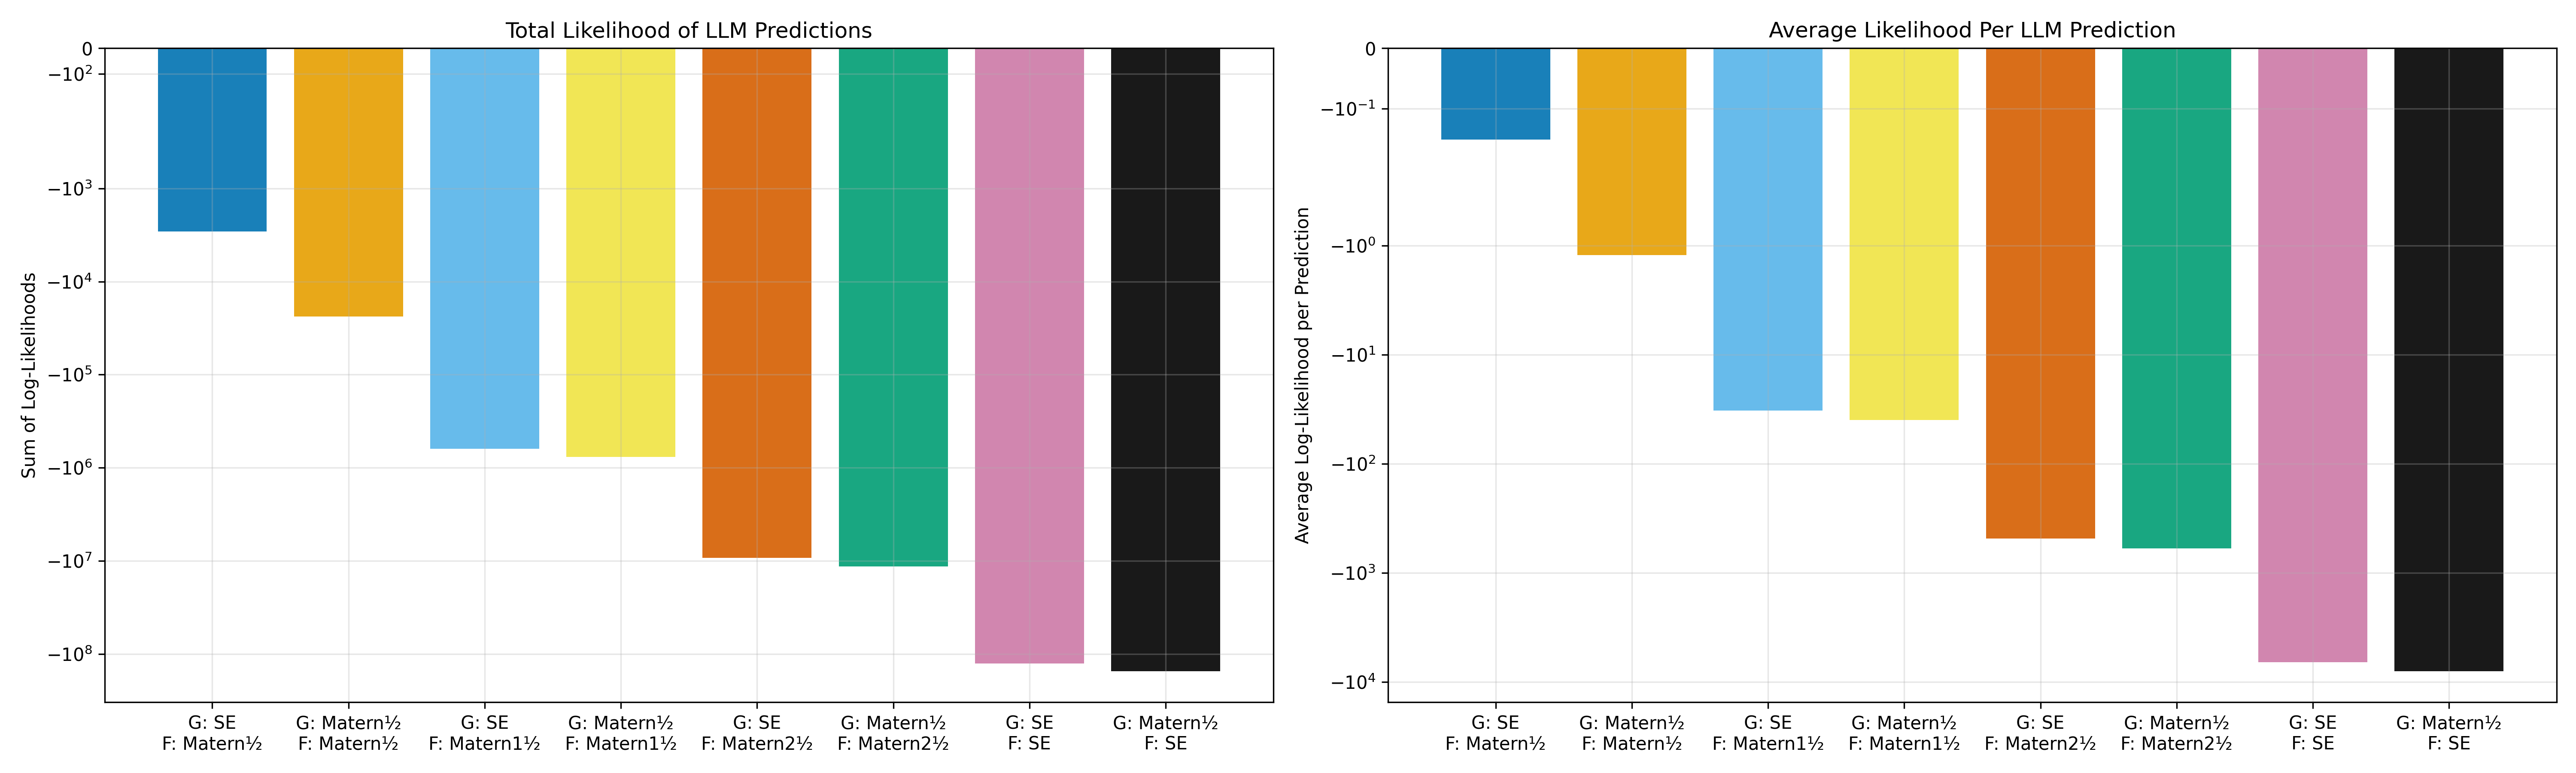 Total Likelihood of LLM Predictions
Sum of Log-Likelihoods
0
−10²
−10³
−10⁴
−10⁵
−10⁶
−10⁷
−10⁸
G: SE
F: Matern½
G: Matern½
F: Matern½
G: SE
F: Matern1½
G: Matern½
F: Matern1½
G: SE
F: Matern2½
G: Matern½
F: Matern2½
G: SE
F: SE
G: Matern½
F: SE
Average Likelihood Per LLM Prediction
Average Log-Likelihood per Prediction
0
−10⁻¹
−10⁰
−10¹
−10²
−10³
−10⁴
G: SE
F: Matern½
G: Matern½
F: Matern½
G: SE
F: Matern1½
G: Matern½
F: Matern1½
G: SE
F: Matern2½
G: Matern½
F: Matern2½
G: SE
F: SE
G: Matern½
F: SE